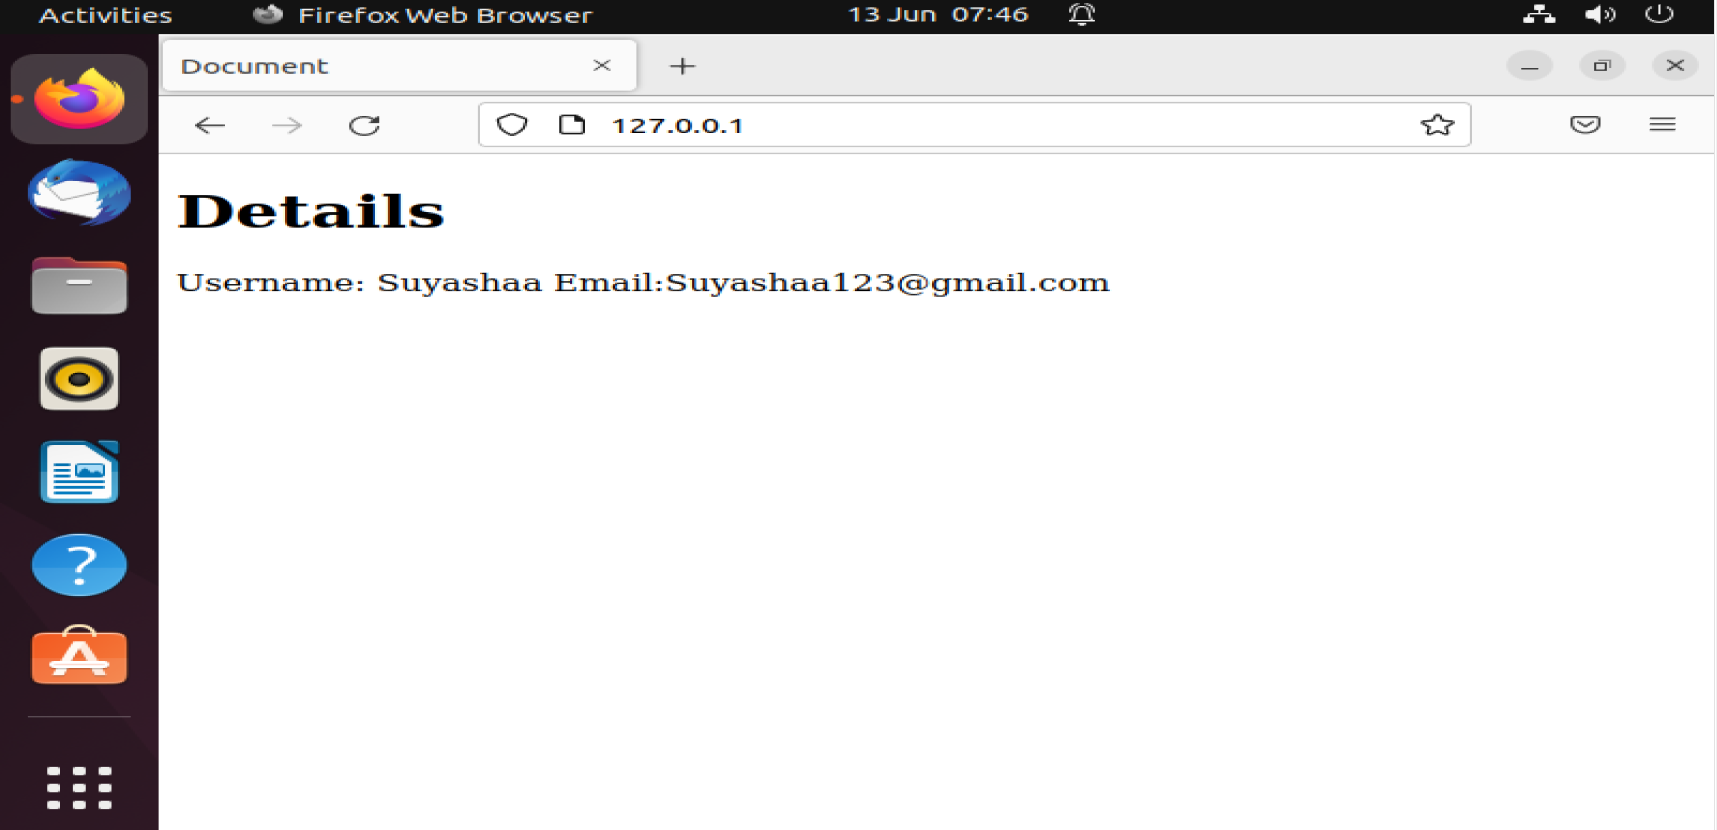 Activities Firefox Web Browser 13 Jun 07:46
Document
127.0.0.1
Details
Username: Suyashaa Email:Suyashaa123@gmail.com